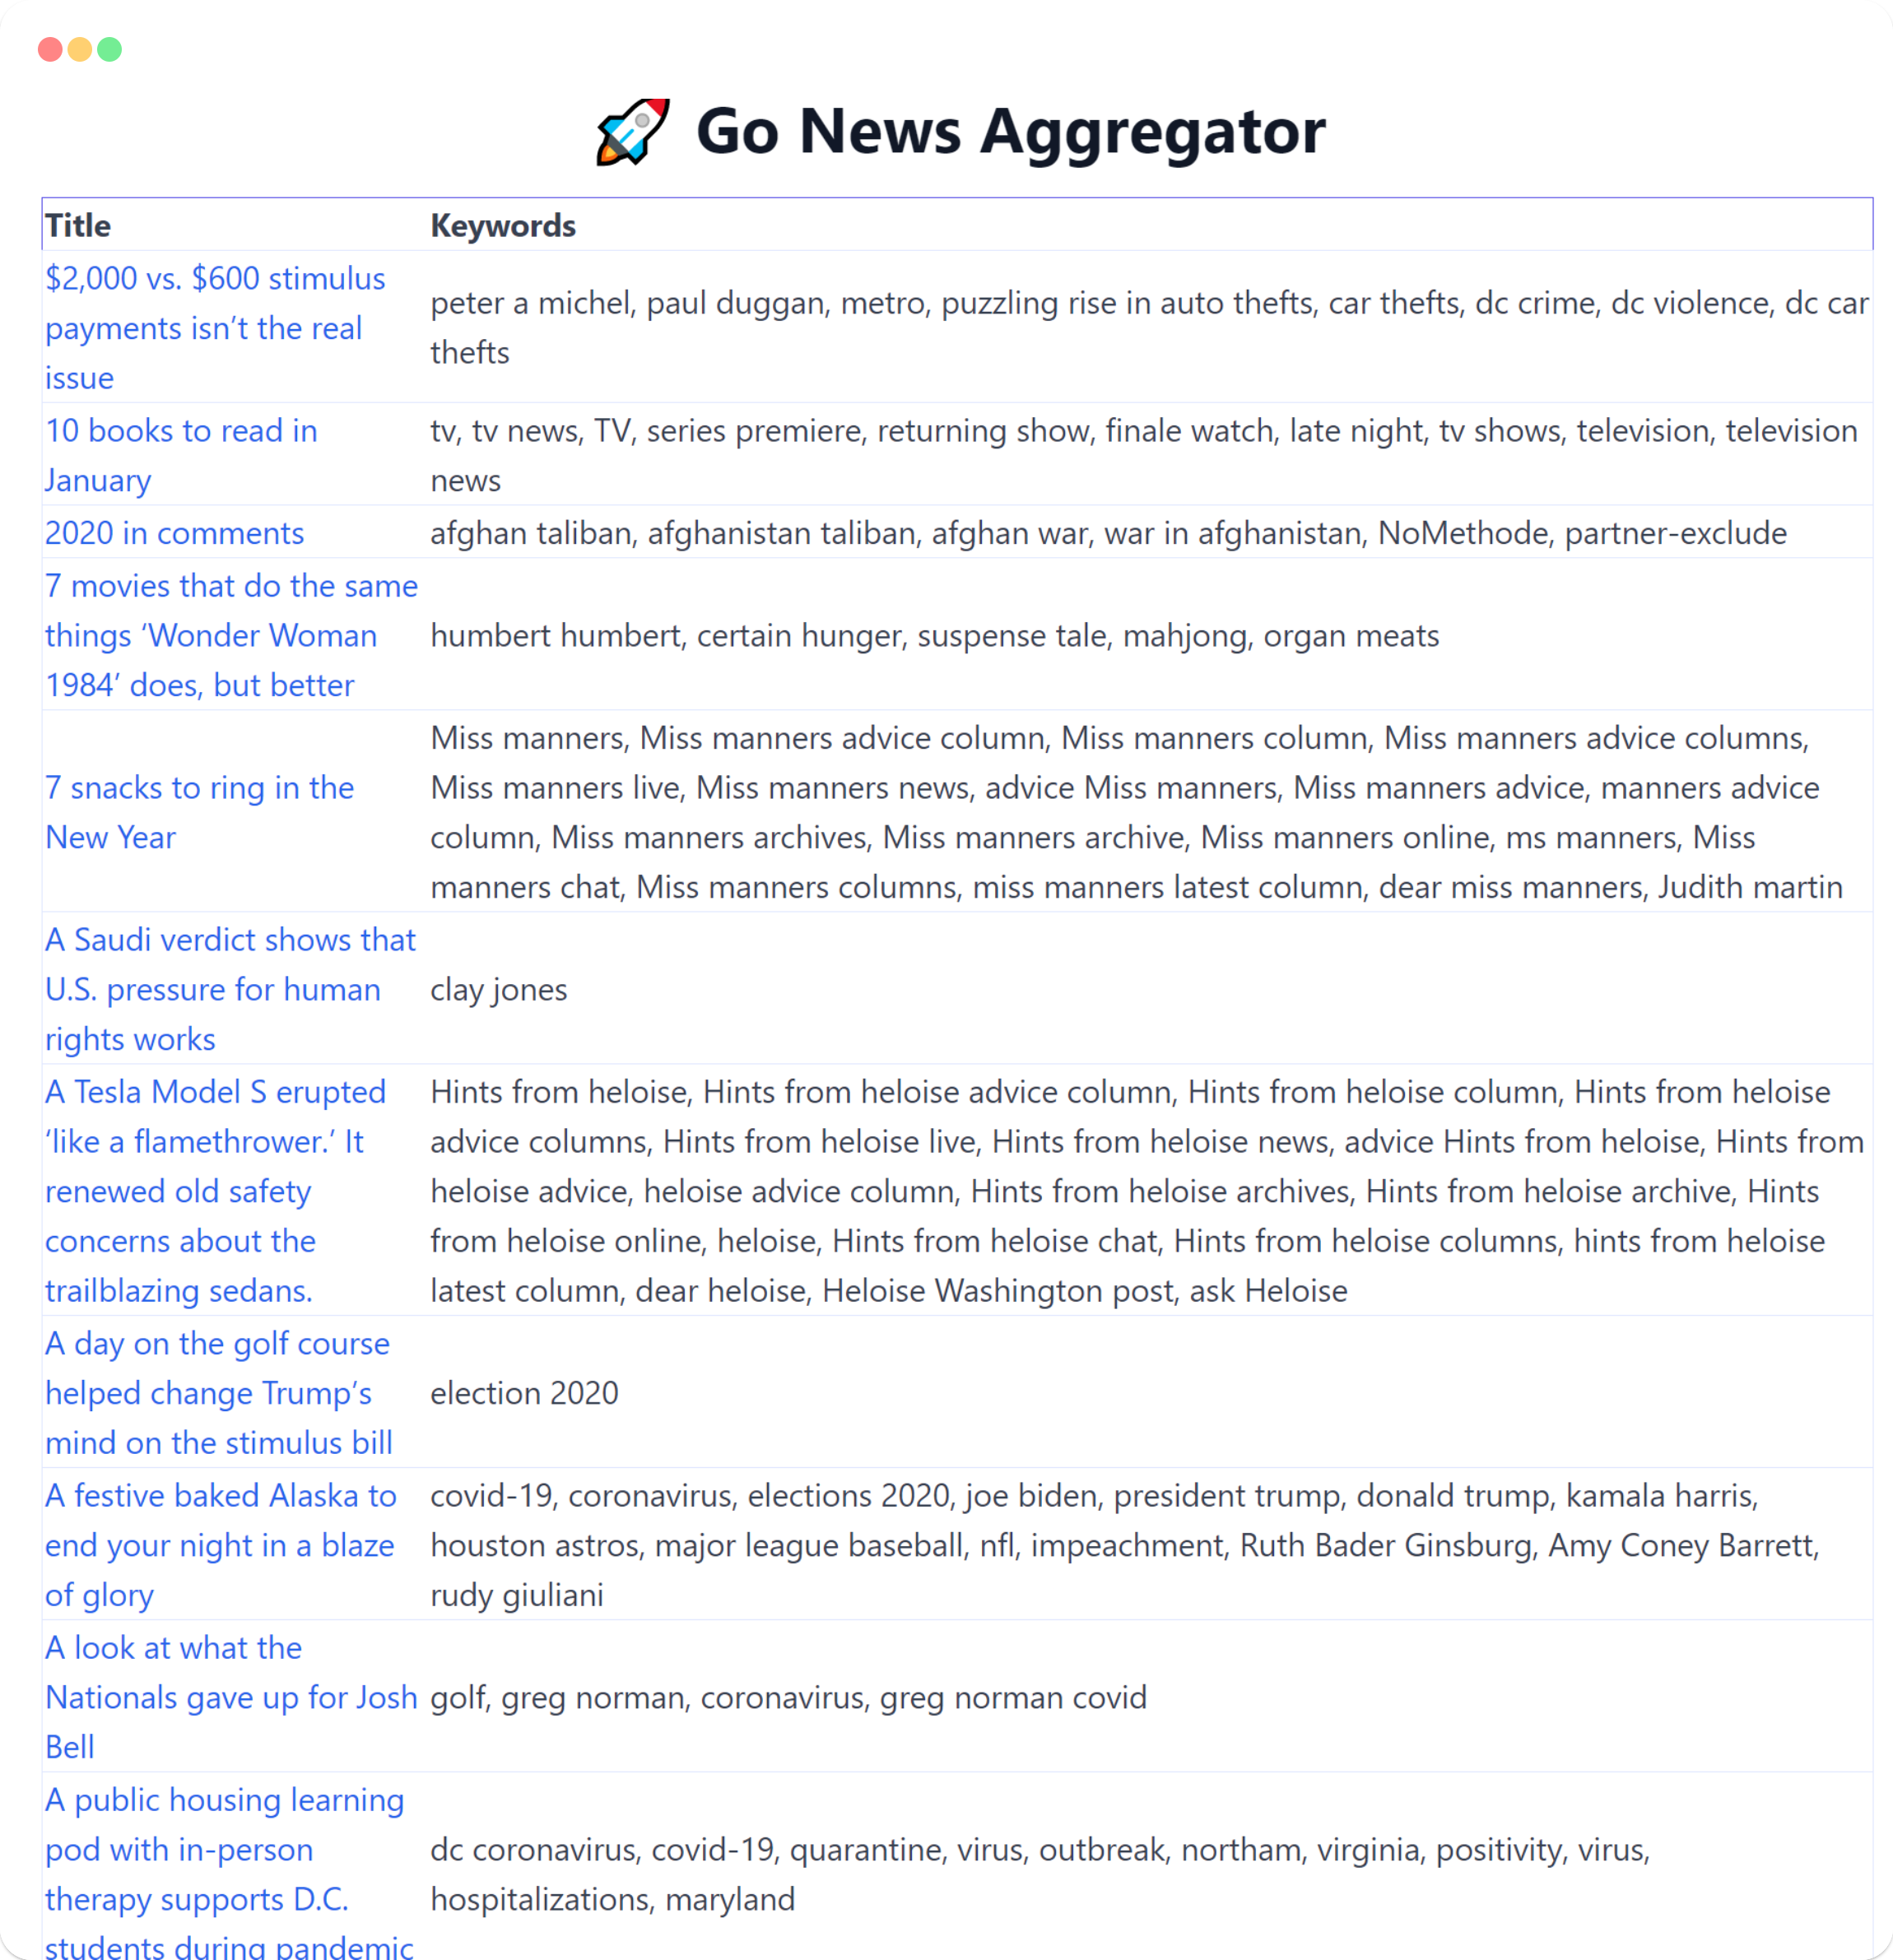 Go News Aggregator
Title Keywords
$2,000 vs. $600 stimulus
payments isn’t the real
issue
peter a michel, paul duggan, metro, puzzling rise in auto thefts, car thefts, dc crime, dc violence, dc car
thefts
10 books to read in
January
tv, tv news, TV, series premiere, returning show, finale watch, late night, tv shows, television, television
news
2020 in comments
afghan taliban, afghanistan taliban, afghan war, war in afghanistan, NoMethode, partner-exclude
7 movies that do the same
things ‘Wonder Woman
1984’ does, but better
humbert humbert, certain hunger, suspense tale, mahjong, organ meats
7 snacks to ring in the
New Year
Miss manners, Miss manners advice column, Miss manners column, Miss manners advice columns,
Miss manners live, Miss manners news, advice Miss manners, Miss manners advice, manners advice
column, Miss manners archives, Miss manners archive, Miss manners online, ms manners, Miss
manners chat, Miss manners columns, miss manners latest column, dear miss manners, Judith martin
A Saudi verdict shows that
U.S. pressure for human
rights works
clay jones
A Tesla Model S erupted
‘like a flamethrower.’ It
renewed old safety
concerns about the
trailblazing sedans.
Hints from heloise, Hints from heloise advice column, Hints from heloise column, Hints from heloise
advice columns, Hints from heloise live, Hints from heloise news, advice Hints from heloise, Hints from
heloise advice, heloise advice column, Hints from heloise archives, Hints from heloise archive, Hints
from heloise online, heloise, Hints from heloise chat, Hints from heloise columns, hints from heloise
latest column, dear heloise, Heloise Washington post, ask Heloise
A day on the golf course
helped change Trump’s
mind on the stimulus bill
election 2020
A festive baked Alaska to
end your night in a blaze
of glory
covid-19, coronavirus, elections 2020, joe biden, president trump, donald trump, kamala harris,
houston astros, major league baseball, nfl, impeachment, Ruth Bader Ginsburg, Amy Coney Barrett,
rudy giuliani
A look at what the
Nationals gave up for Josh
Bell
golf, greg norman, coronavirus, greg norman covid
A public housing learning
pod with in-person
therapy supports D.C.
students during pandemic
dc coronavirus, covid-19, quarantine, virus, outbreak, northam, virginia, positivity, virus,
hospitalizations, maryland